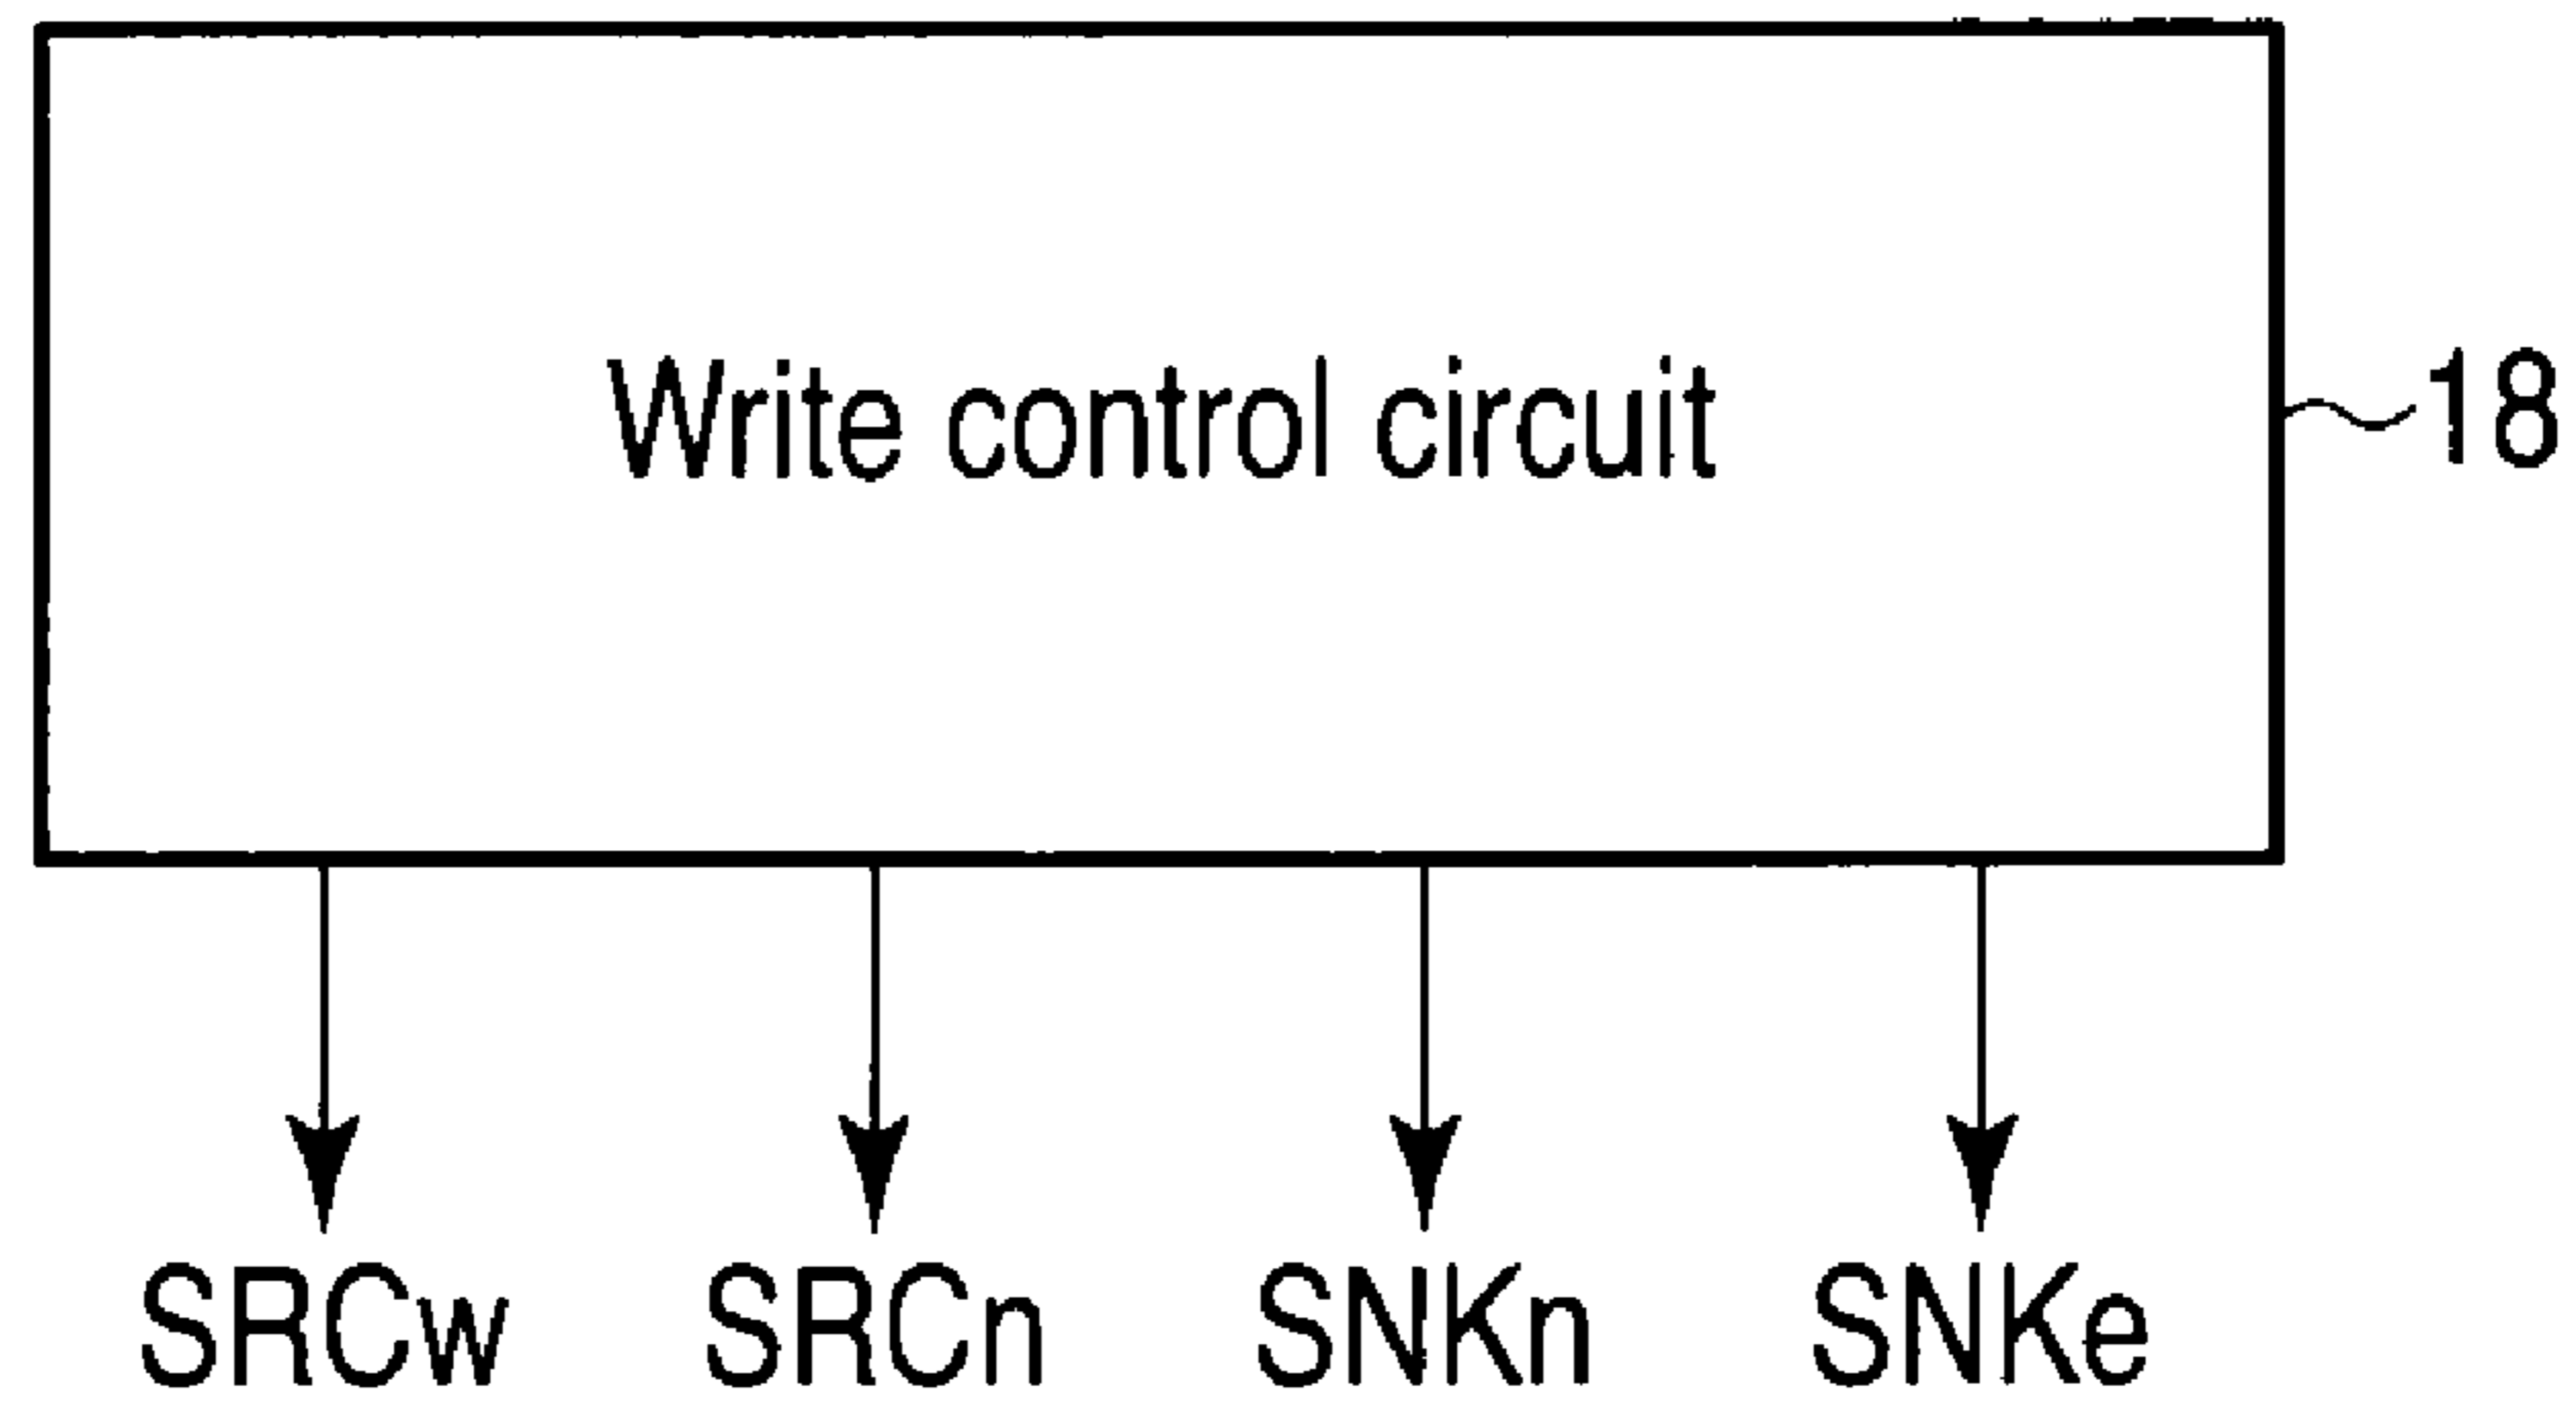 Write control circuit
18
SRCw
SRCn
SNKn
SNKe